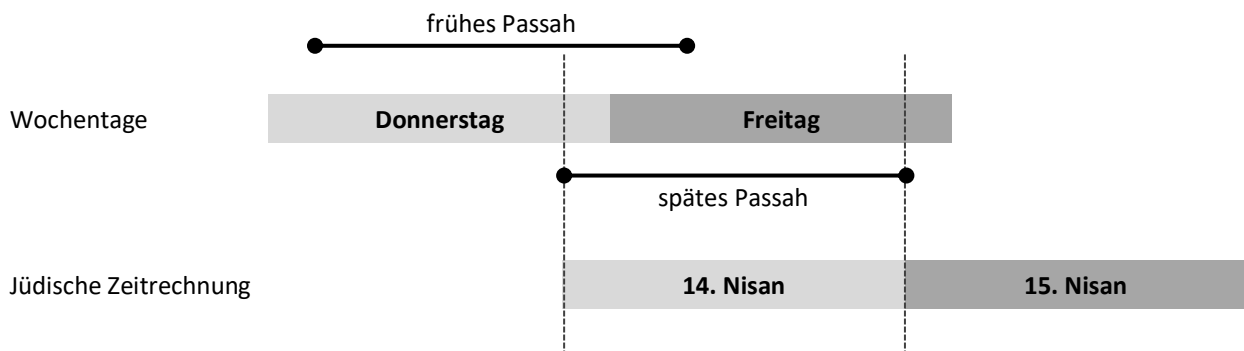 frühes Passah
Wochentage
Donnerstag
Freitag
spätes Passah
Jüdische Zeitrechnung
14. Nisan
15. Nisan